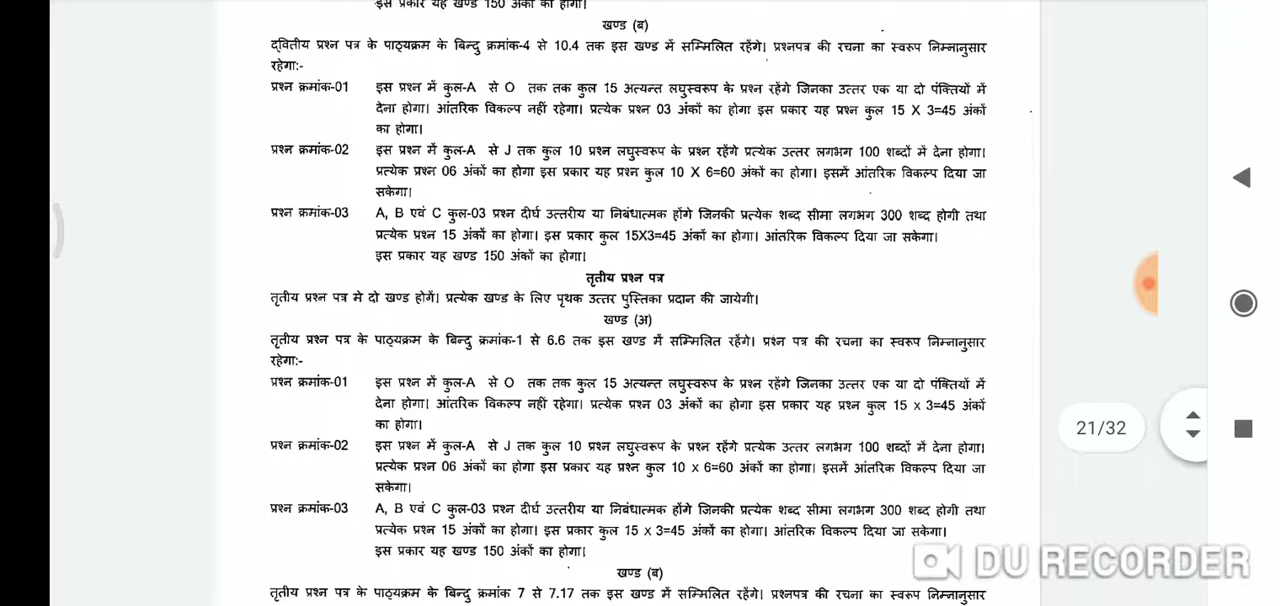 इस प्रकार यह खण्ड 150 अंकों का होगा।
खण्ड (ब)
द्वितीय प्रश्न पत्र के पाठ्यक्रम के बिन्दु क्रमांक-4 से 10.4 तक इस खण्ड में सम्मिलित रहेंगे। प्रश्नपत्र की रचना का स्वरूप निम्नानुसार
रहेगा:-
प्रश्न क्रमांक-01 इस प्रश्न में कुल-A से O तक तक कुल 15 अत्यन्त लघुस्वरूप के प्रश्न रहेंगे जिनका उत्तर एक या दो पंक्तियों में
देना होगा। आंतरिक विकल्प नहीं रहेगा। प्रत्येक प्रश्न 03 अंकों का होगा इस प्रकार यह प्रश्न कुल 15 X 3=45 अंकों
का होगा।
प्रश्न क्रमांक-02 इस प्रश्न में कुल-A से J तक कुल 10 प्रश्न लघुस्वरूप के प्रश्न रहेंगे प्रत्येक उत्तर लगभग 100 शब्दों में देना होगा।
प्रत्येक प्रश्न 06 अंकों का होगा इस प्रकार यह प्रश्न कुल 10 X 6=60 अंकों का होगा। इसमें आंतरिक विकल्प दिया जा
सकेगा।
प्रश्न क्रमांक-03 A, B एवं C कुल-03 प्रश्न दीर्घ उत्तरीय या निबंधात्मक होंगे जिनकी प्रत्येक शब्द सीमा लगभग 300 शब्द होगी तथा
प्रत्येक प्रश्न 15 अंकों का होगा। इस प्रकार कुल 15X3=45 अंकों का होगा। आंतरिक विकल्प दिया जा सकेगा।
इस प्रकार यह खण्ड 150 अंकों का होगा।
तृतीय प्रश्न पत्र
तृतीय प्रश्न पत्र मे दो खण्ड होगें। प्रत्येक खण्ड के लिए पृथक उत्तर पुस्तिका प्रदान की जायेगी।
खण्ड (अ)
तृतीय प्रश्न पत्र के पाठ्यक्रम के बिन्दु क्रमांक-1 से 6.6 तक इस खण्ड में सम्मिलित रहेंगे। प्रश्न पत्र की रचना का स्वरूप निम्नानुसार
रहेगा:-
प्रश्न क्रमांक-01 इस प्रश्न में कुल-A से O तक तक कुल 15 अत्यन्त लघुस्वरूप के प्रश्न रहेंगे जिनका उत्तर एक या दो पंक्तियों में
देना होगा। आंतरिक विकल्प नहीं रहेगा। प्रत्येक प्रश्न 03 अंकों का होगा इस प्रकार यह प्रश्न कुल 15 x 3=45 अंकों
का होगा।
प्रश्न क्रमांक-02 इस प्रश्न में कुल-A से J तक कुल 10 प्रश्न लघुस्वरूप के प्रश्न रहेंगे प्रत्येक उत्तर लगभग 100 शब्दों में देना होगा।
प्रत्येक प्रश्न 06 अंकों का होगा इस प्रकार यह प्रश्न कुल 10 x 6=60 अंकों का होगा। इसमें आंतरिक विकल्प दिया जा
सकेगा।
प्रश्न क्रमांक-03 A, B एवं C कुल-03 प्रश्न दीर्घ उत्तरीय या निबंधात्मक होंगे जिनकी प्रत्येक शब्द सीमा लगभग 300 शब्द होगी तथा
प्रत्येक प्रश्न 15 अंकों का होगा। इस प्रकार कुल 15 x 3=45 अंकों का होगा। आंतरिक विकल्प दिया जा सकेगा।
इस प्रकार यह खण्ड 150 अंकों का होगा।
खण्ड (ब)
तृतीय प्रश्न पत्र के पाठ्यक्रम के बिन्दु क्रमांक 7 से 7.17 तक इस खण्ड में सम्मिलित रहेंगे। प्रश्नपत्र की रचना का स्वरूप निम्नानुसार
21/32
DU RECORDER